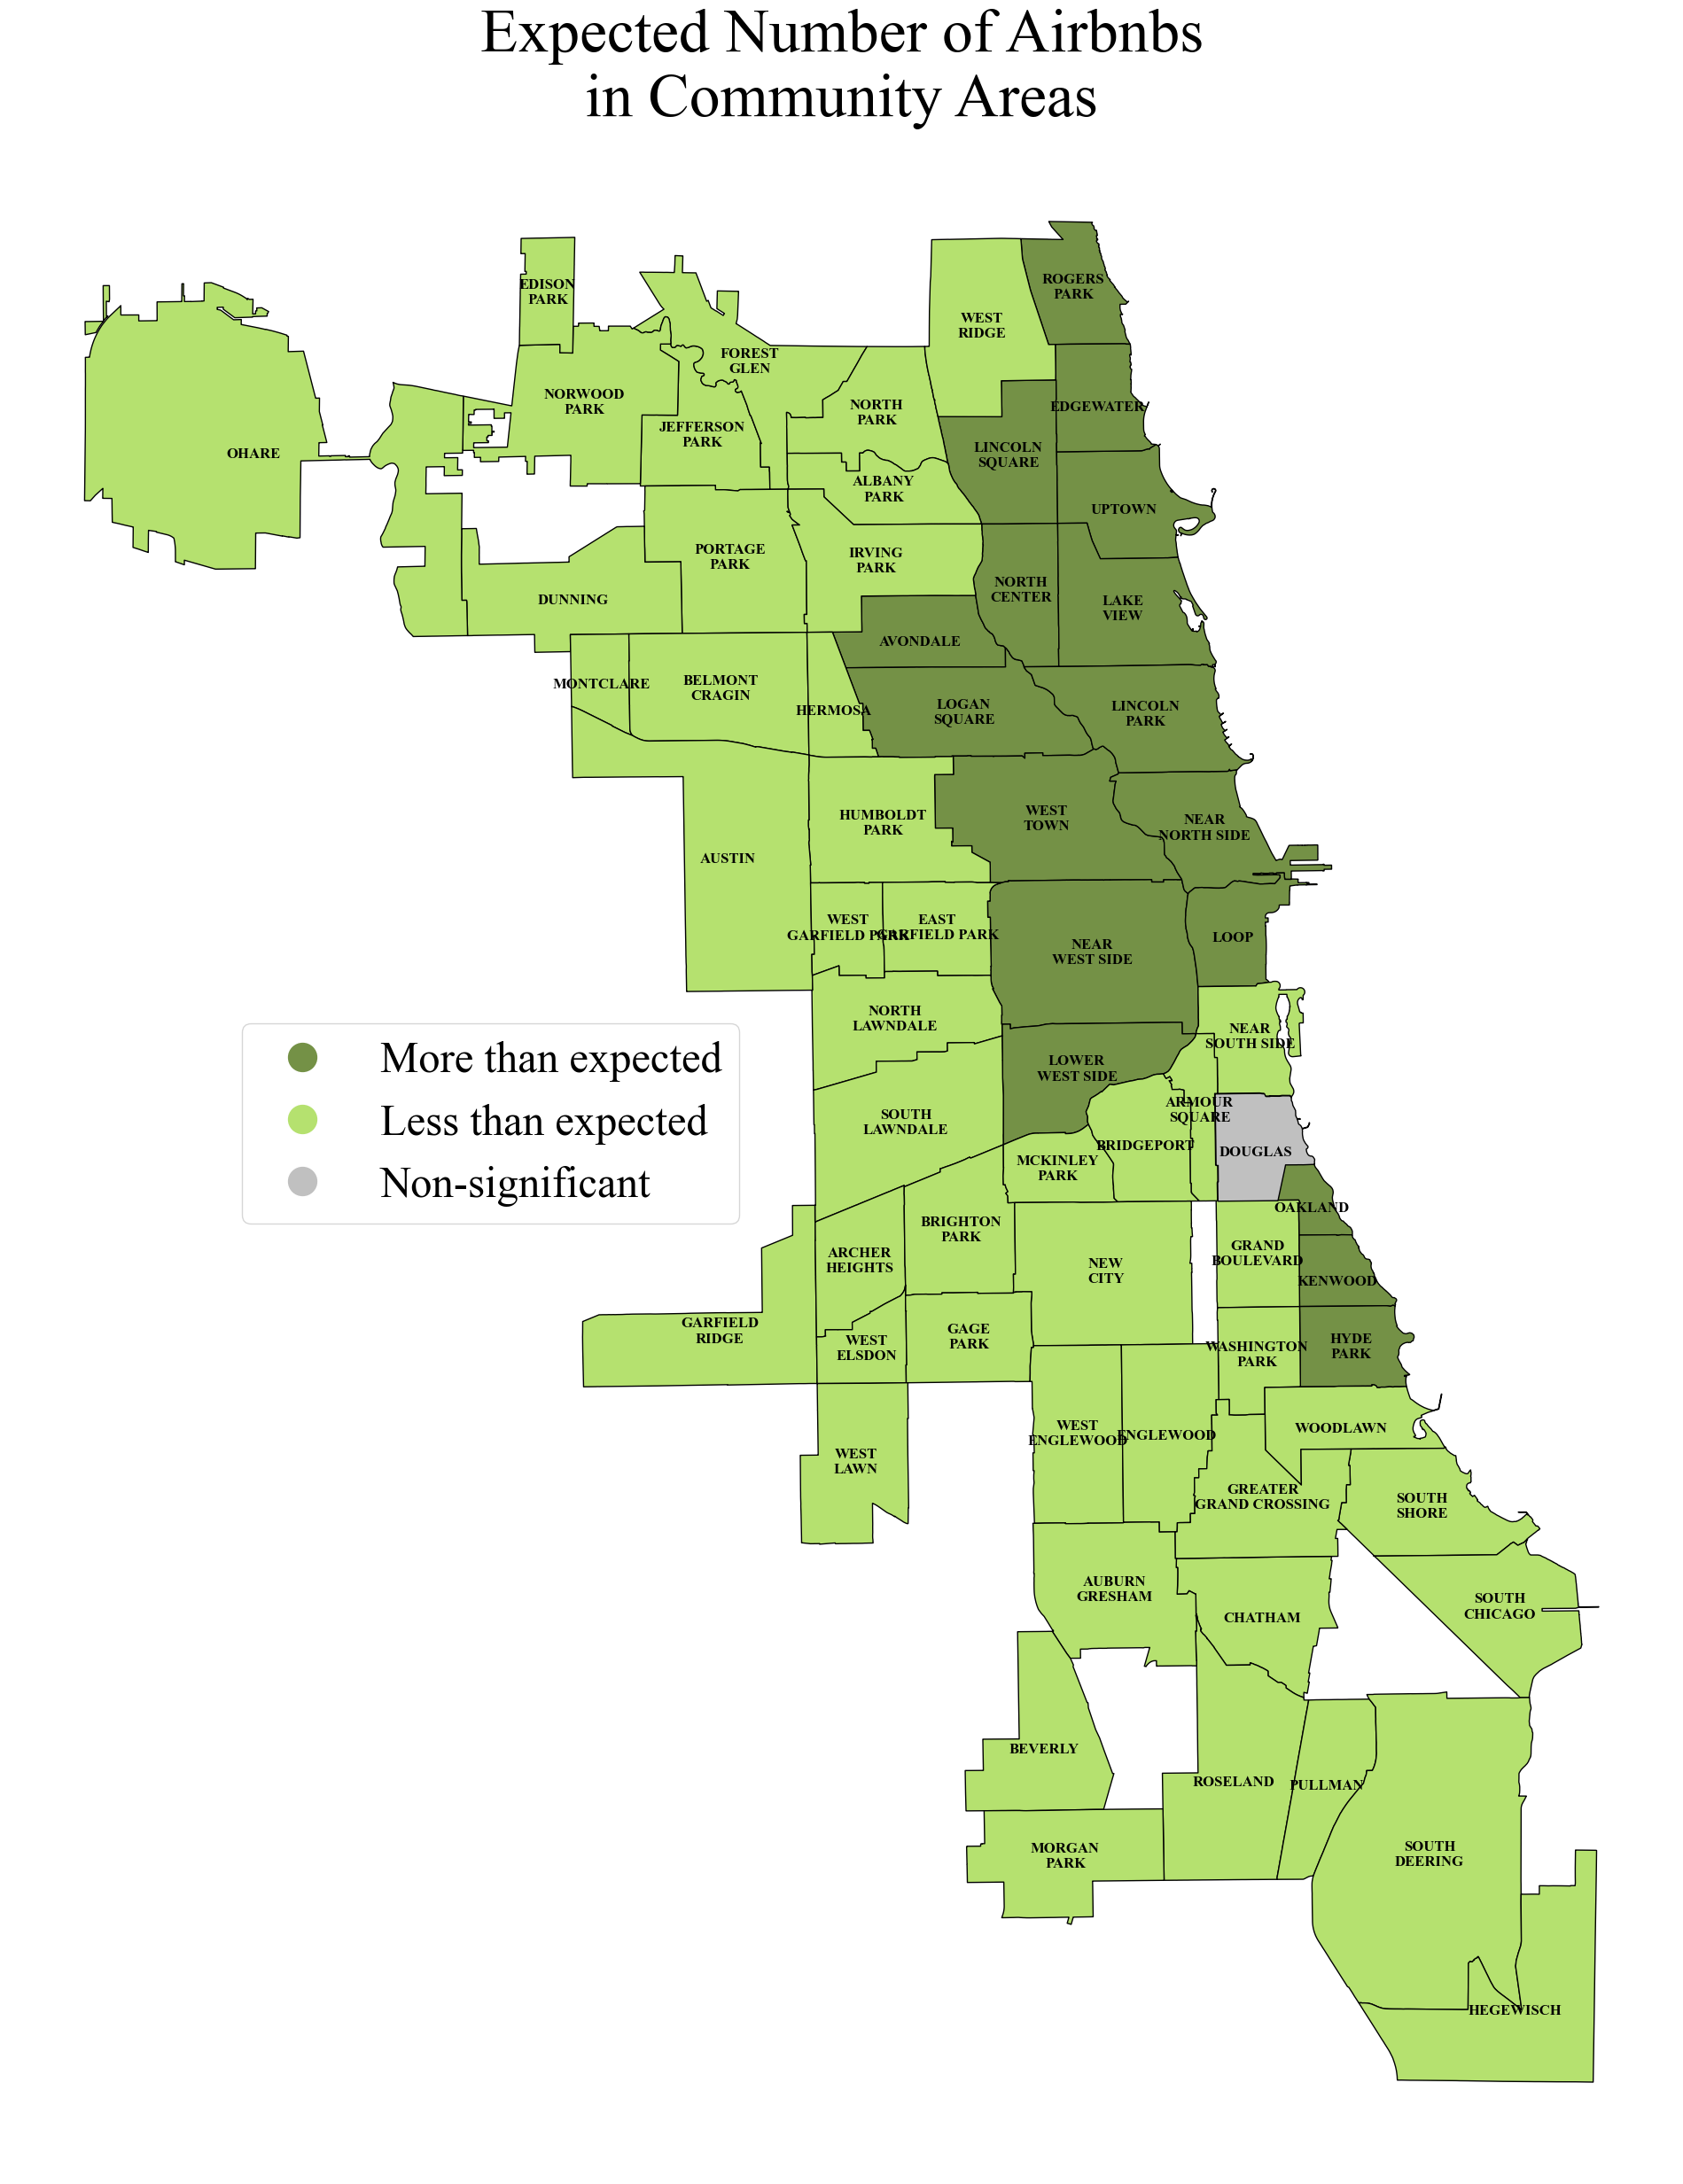 Expected Number of Airbnbs
in Community Areas
ROGERS
PARK
EDISON
PARK
WEST
RIDGE
FOREST
GLEN
NORWOOD
PARK
NORTH
PARK
EDGEWATER
JEFFERSON
PARK
LINCOLN
SQUARE
OHARE
ALBANY
PARK
UPTOWN
PORTAGE
PARK
IRVING
PARK
NORTH
CENTER
DUNNING
LAKE
VIEW
AVONDALE
MONTCLARE
BELMONT
CRAGIN
HERMOSA
LOGAN
SQUARE
LINCOLN
PARK
HUMBOLDT
PARK
WEST
TOWN
NEAR
NORTH SIDE
AUSTIN
WEST
GARFIELD PARK
EAST
GARFIELD PARK
LOOP
NEAR
WEST SIDE
NORTH
LAWNDALE
NEAR
SOUTH SIDE
LOWER
WEST SIDE
More than expected
Less than expected
Non-significant
SOUTH
LAWNDALE
ARMOUR
SQUARE
BRIDGEPORT
DOUGLAS
MCKINLEY
PARK
OAKLAND
BRIGHTON
PARK
ARCHER
HEIGHTS
NEW
CITY
GRAND
BOULEVARD
KENWOOD
GARFIELD
RIDGE
WEST
ELSDON
GAGE
PARK
WASHINGTON
PARK
HYDE
PARK
WEST
LAWN
WEST
ENGLEWOOD
ENGLEWOOD
WOODLAWN
GREATER
GRAND CROSSING
SOUTH
SHORE
AUBURN
GRESHAM
CHATHAM
SOUTH
CHICAGO
BEVERLY
ROSELAND
PULLMAN
MORGAN
PARK
SOUTH
DEERING
HEGEWISCH